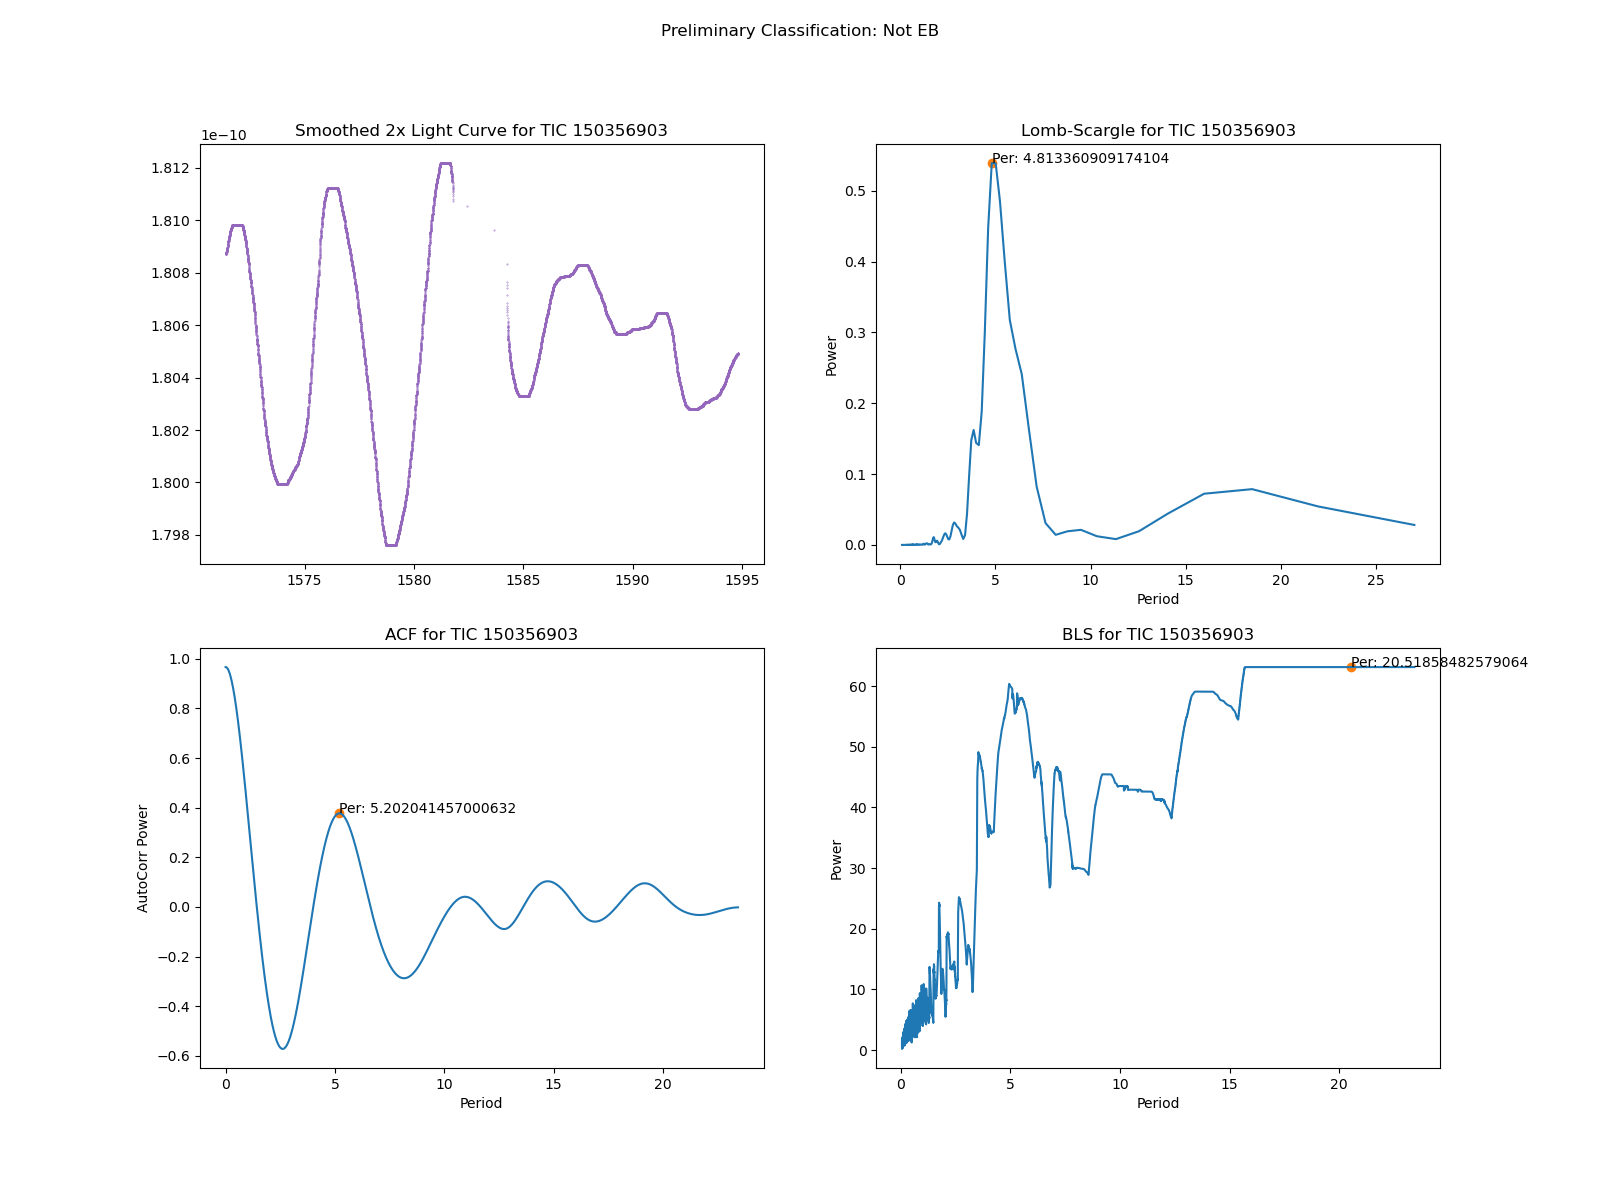 Preliminary Classification: Not EB
Smoothed 2x Light Curve for TIC 150356903
1e−10
1.812
1.810
1.808
1.806
1.804
1.802
1.800
1.798
1575 1580 1585 1590 1595
Lomb-Scargle for TIC 150356903
Per: 4.813360909174104
Power
0.5
0.4
0.3
0.2
0.1
0.0
0 5 10 15 20 25
Period
ACF for TIC 150356903
Per: 5.202041457000632
AutoCorr Power
1.0
0.8
0.6
0.4
0.2
0.0
−0.2
−0.4
−0.6
0 5 10 15 20
Period
BLS for TIC 150356903
Per: 20.51858482579064
Power
60
50
40
30
20
10
0
0 5 10 15 20
Period